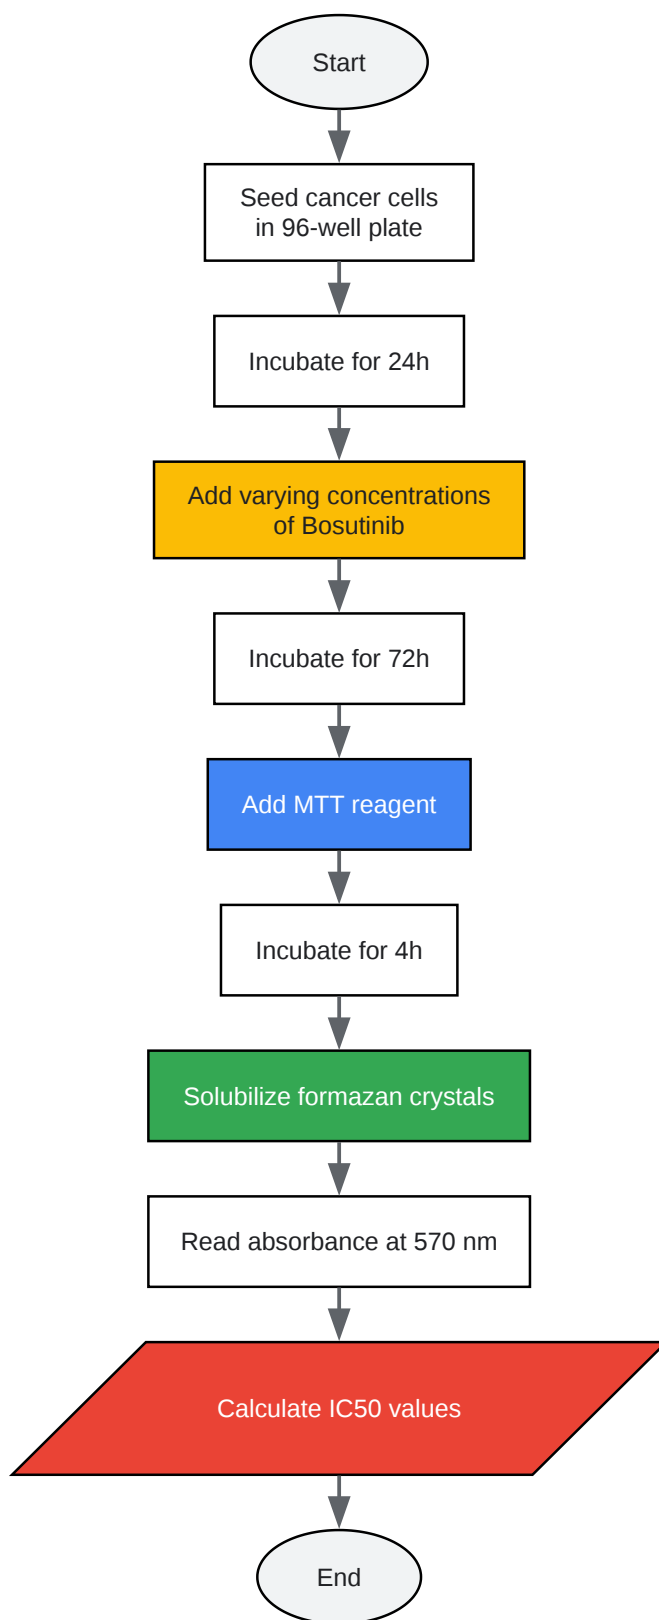 Start
Seed cancer cells
in 96-well plate
Incubate for 24h
Add varying concentrations
of Bosutinib
Incubate for 72h
Add MTT reagent
Incubate for 4h
Solubilize formazan crystals
Read absorbance at 570 nm
Calculate IC50 values
End